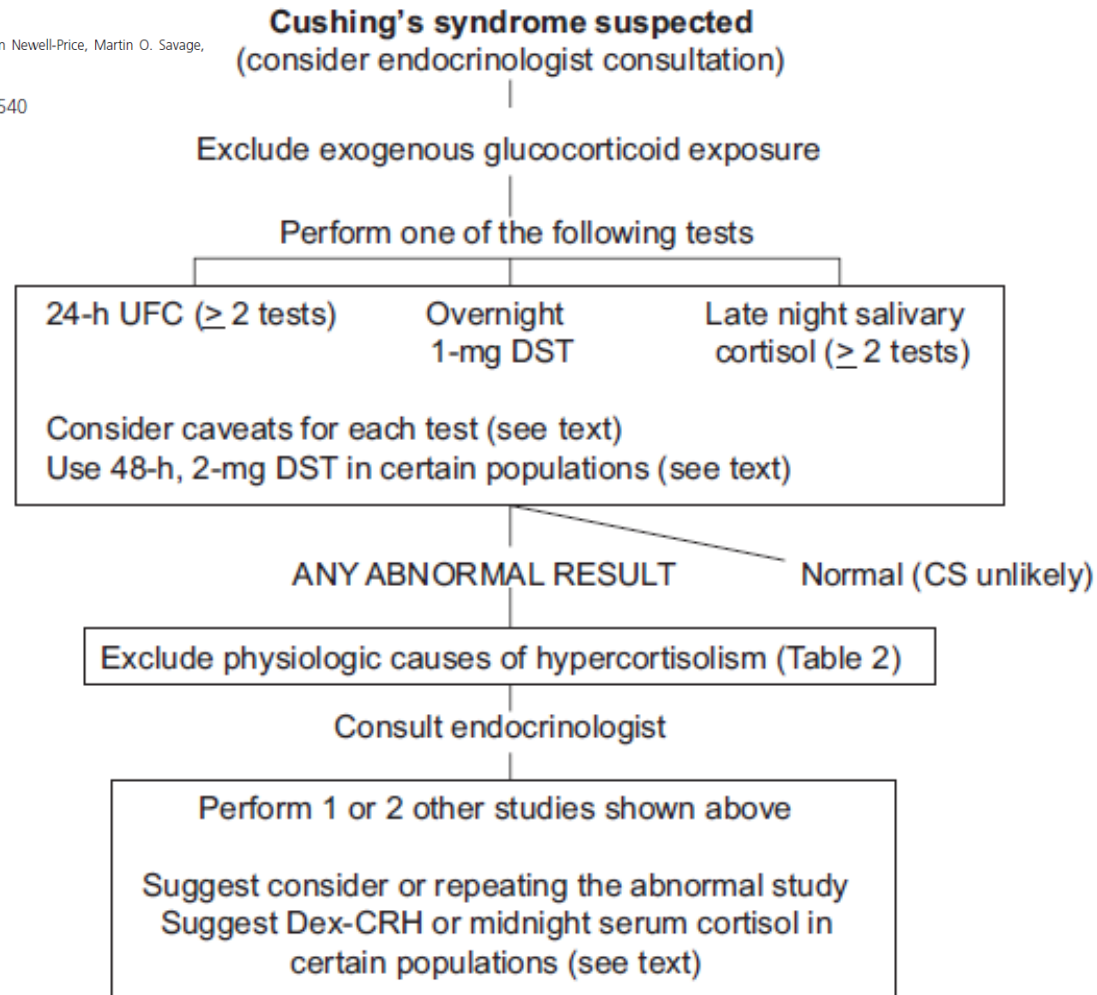 Cushing's syndrome suspected
n Newell-Price, Martin O. Savage,
(consider endocrinologist consultation)
540
Exclude exogenous glucocorticoid exposure
Perform one of the following tests
24-h UFC (≥ 2 tests)
Overnight
1-mg DST
Late night salivary
cortisol (≥ 2 tests)
Consider caveats for each test (see text)
Use 48-h, 2-mg DST in certain populations (see text)
ANY ABNORMAL RESULT
Normal (CS unlikely)
Exclude physiologic causes of hypercortisolism (Table 2)
Consult endocrinologist
Perform 1 or 2 other studies shown above
Suggest consider or repeating the abnormal study
Suggest Dex-CRH or midnight serum cortisol in
certain populations (see text)